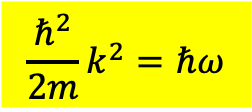 ħ²/2m k² = ħω